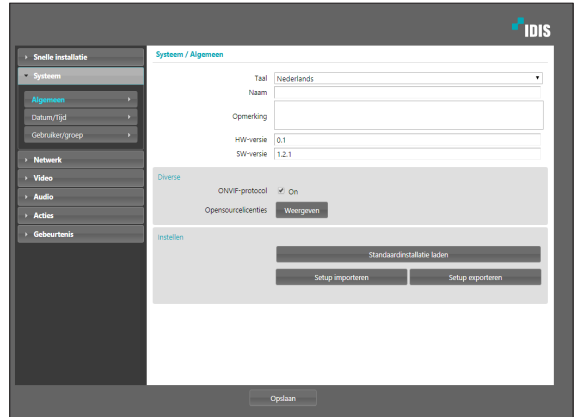 IDIS
Snelle installatie
Systeem
Algemeen
Datum/Tijd
Gebruiker/groep
Netwerk
Video
Audio
Acties
Gebeurtenis
Systeem / Algemeen
Taal Nederlands
Naam
Opmerking
HW-versie 0.1
SW-versie 1.2.1
Diverse
ONVIF-protocol On
Opensourcelicenties Weergeven
Instellen
Standaardinstallatie laden
Setup importeren Setup exporteren
Opslaan